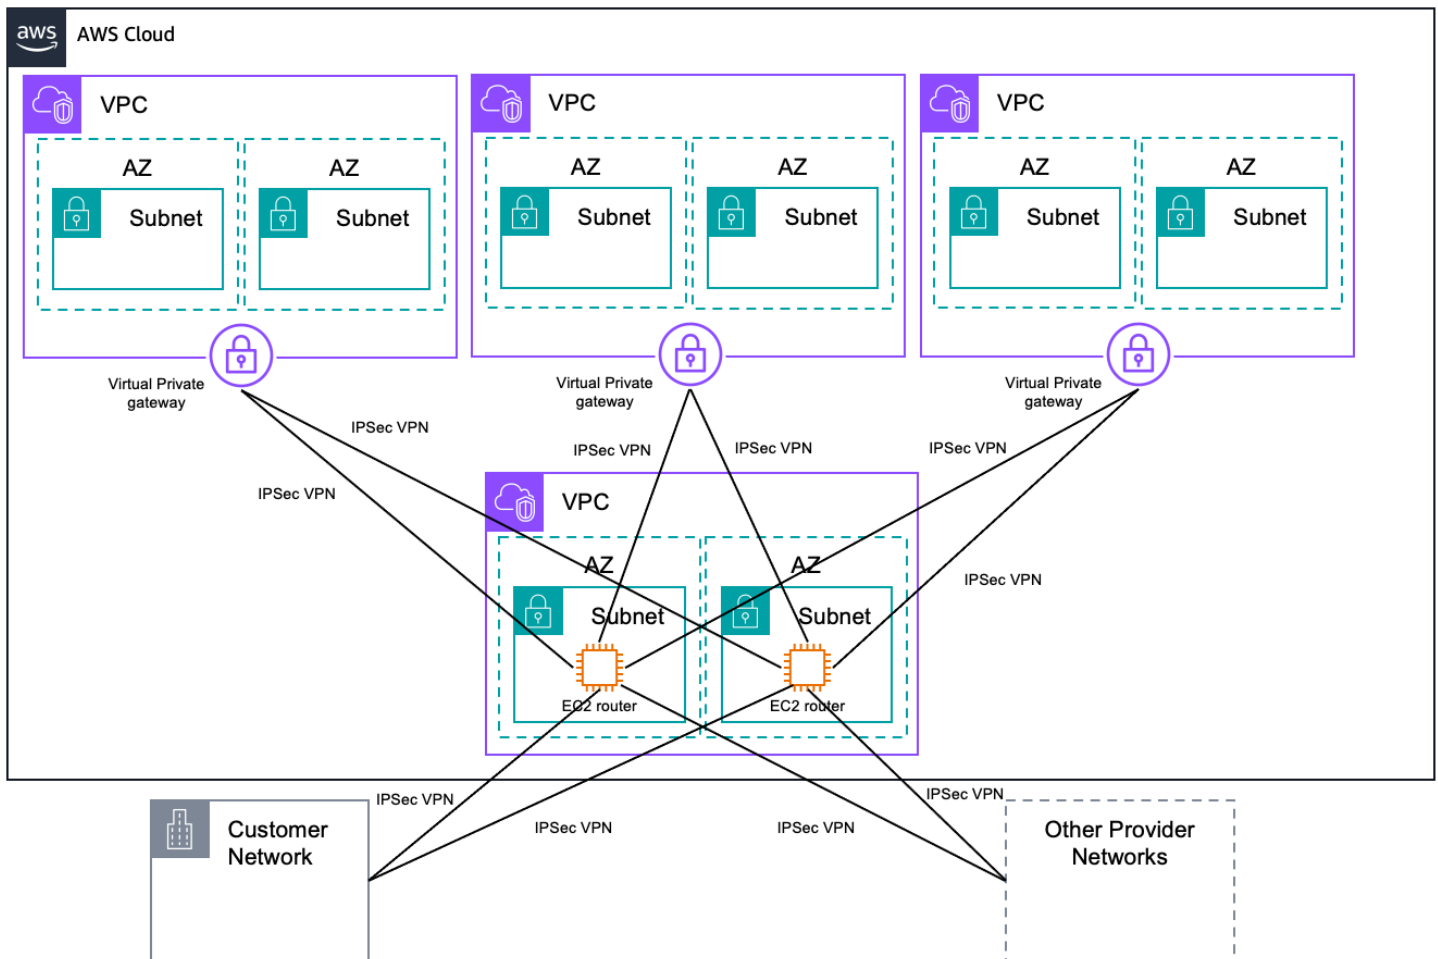 aws
AWS Cloud
VPC
VPC
VPC
AZ
AZ
AZ
AZ
AZ
AZ
Subnet
Subnet
Subnet
Subnet
Subnet
Subnet
Virtual Private
gateway
Virtual Private
gateway
Virtual Private
gateway
IPSec VPN
IPSec VPN
IPSec VPN
IPSec VPN
IPSec VPN
VPC
AZ
AZ
IPSec VPN
Subnet
Subnet
EC2 router
EC2 router
IPSec VPN
IPSec VPN
IPSec VPN
IPSec VPN
Customer
Network
Other Provider
Networks